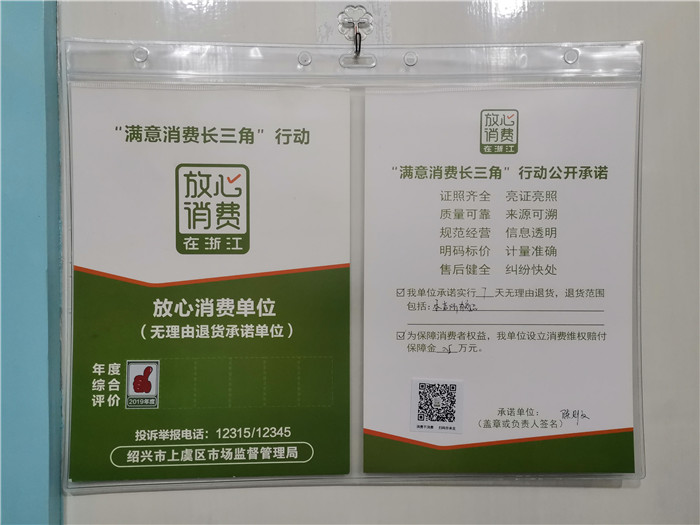 “满意消费长三角”行动
放心
消费
在浙江
放心消费单位
（无理由退货承诺单位）
年度
综合
评价
2019年度
投诉举报电话：12315/12345
绍兴市上虞区市场监督管理局
放心
消费
在浙江
“满意消费长三角”行动公开承诺
证照齐全 亮证亮照
质量可靠 来源可溯
规范经营 信息透明
明码标价 计量准确
售后健全 纠纷快处
☑我单位承诺实行 7 天无理由退货，退货范围
包括：
☑为保障消费者权益，我单位设立消费维权赔付
保障金 万元。
承诺单位：
（盖章或负责人签名）